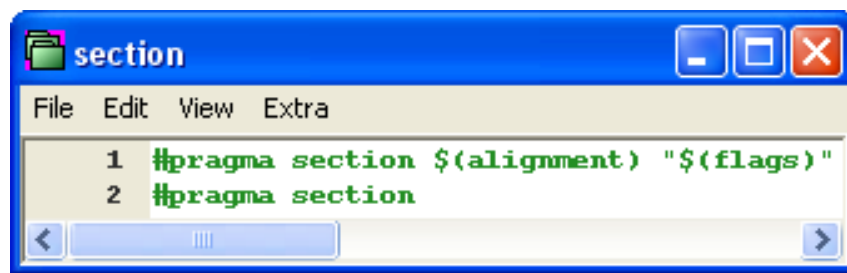 section
File Edit View Extra
1 #pragma section $(alignment) "$(flags)"
2 #pragma section